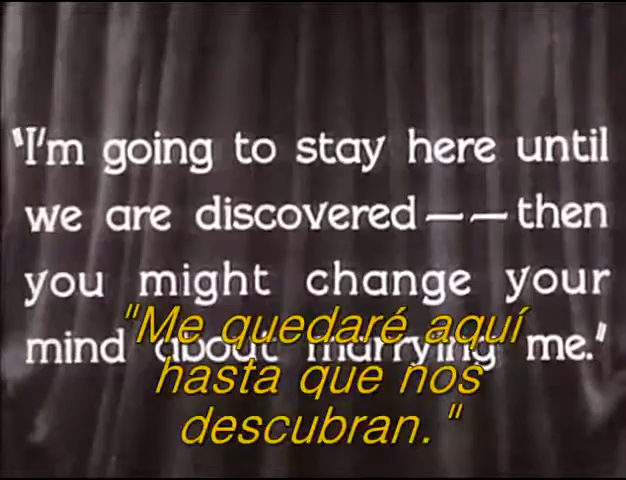 "I'm going to stay here until
we are discovered — — then
you might change your
mind about marrying me."
"Me quedaré aquí
hasta que nos
descubran."